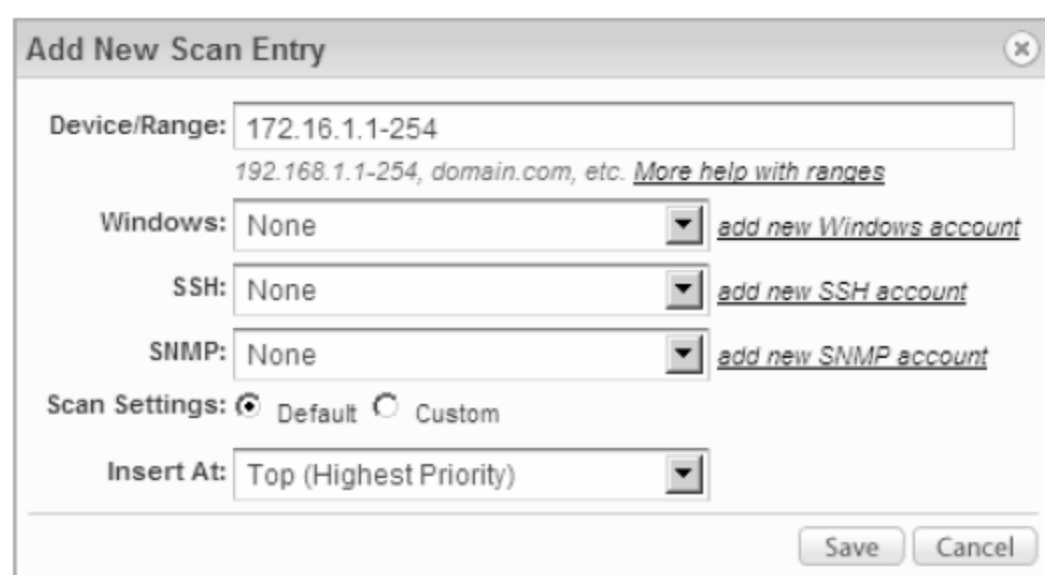 Add New Scan Entry
Device/Range: 172.16.1.1-254
192.168.1.1-254, domain.com, etc. More help with ranges
Windows: None add new Windows account
SSH: None add new SSH account
SNMP: None add new SNMP account
Scan Settings: Default Custom
Insert At: Top (Highest Priority)
Save Cancel